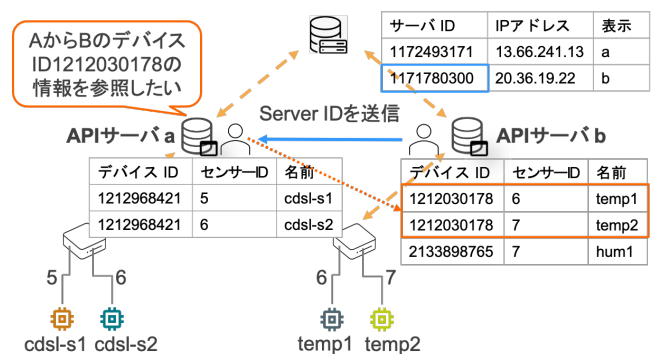 AからBのデバイス
ID1212030178の
情報を参照したい
サーバ ID IPアドレス 表示
1172493171 13.66.241.13 a
1171780300 20.36.19.22 b
Server IDを送信
APIサーバ a
APIサーバ b
デバイス ID センサーID 名前
1212968421 5 cdsl-s1
1212968421 6 cdsl-s2
デバイス ID センサーID 名前
1212030178 6 temp1
1212030178 7 temp2
2133898765 7 hum1
5 6
6 7
cdsl-s1 cdsl-s2
temp1 temp2